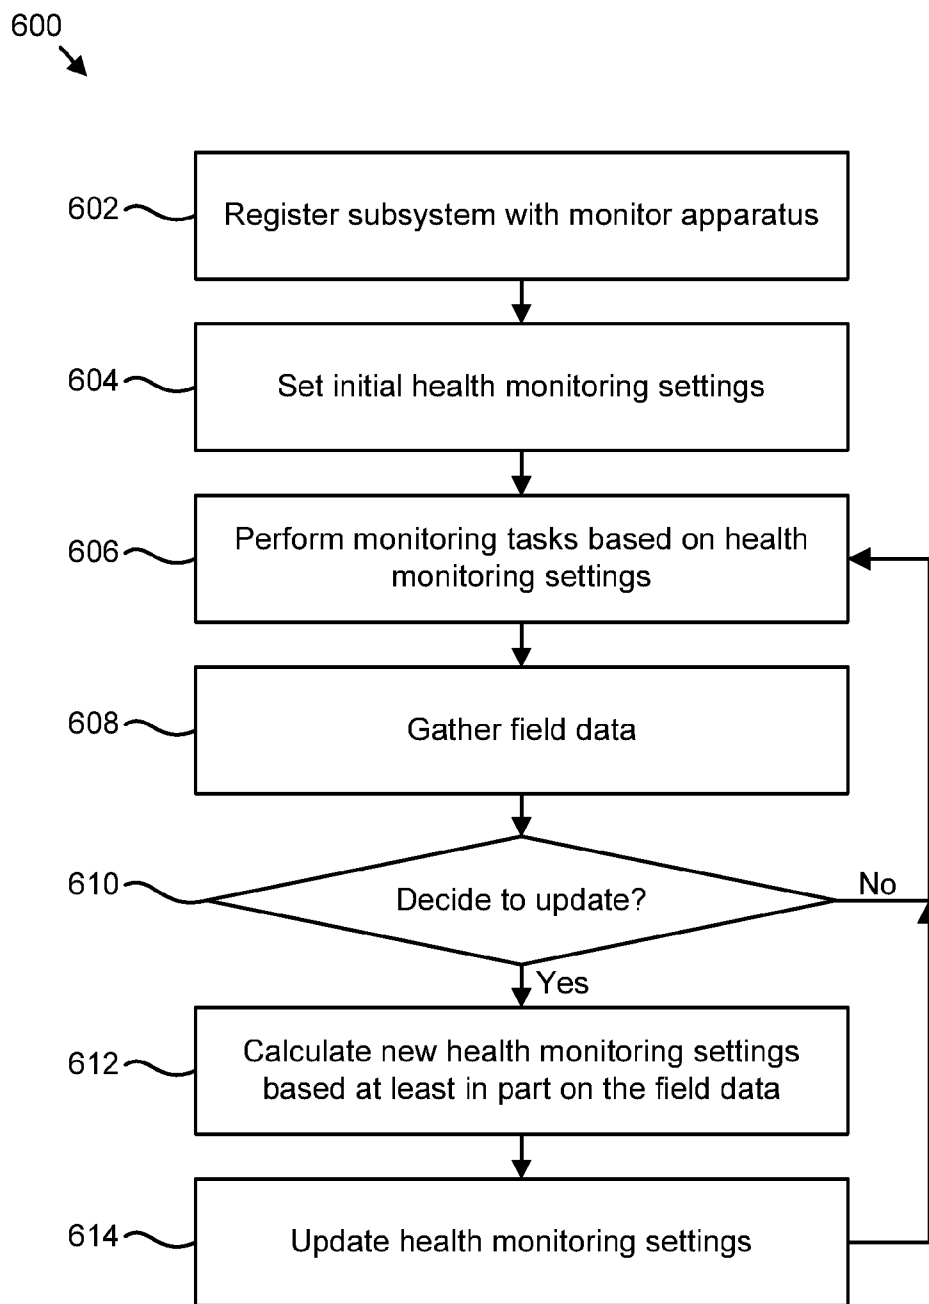 600
602
Register subsystem with monitor apparatus
604
Set initial health monitoring settings
606
Perform monitoring tasks based on health
monitoring settings
608
Gather field data
610
Decide to update?
No
Yes
612
Calculate new health monitoring settings
based at least in part on the field data
614
Update health monitoring settings